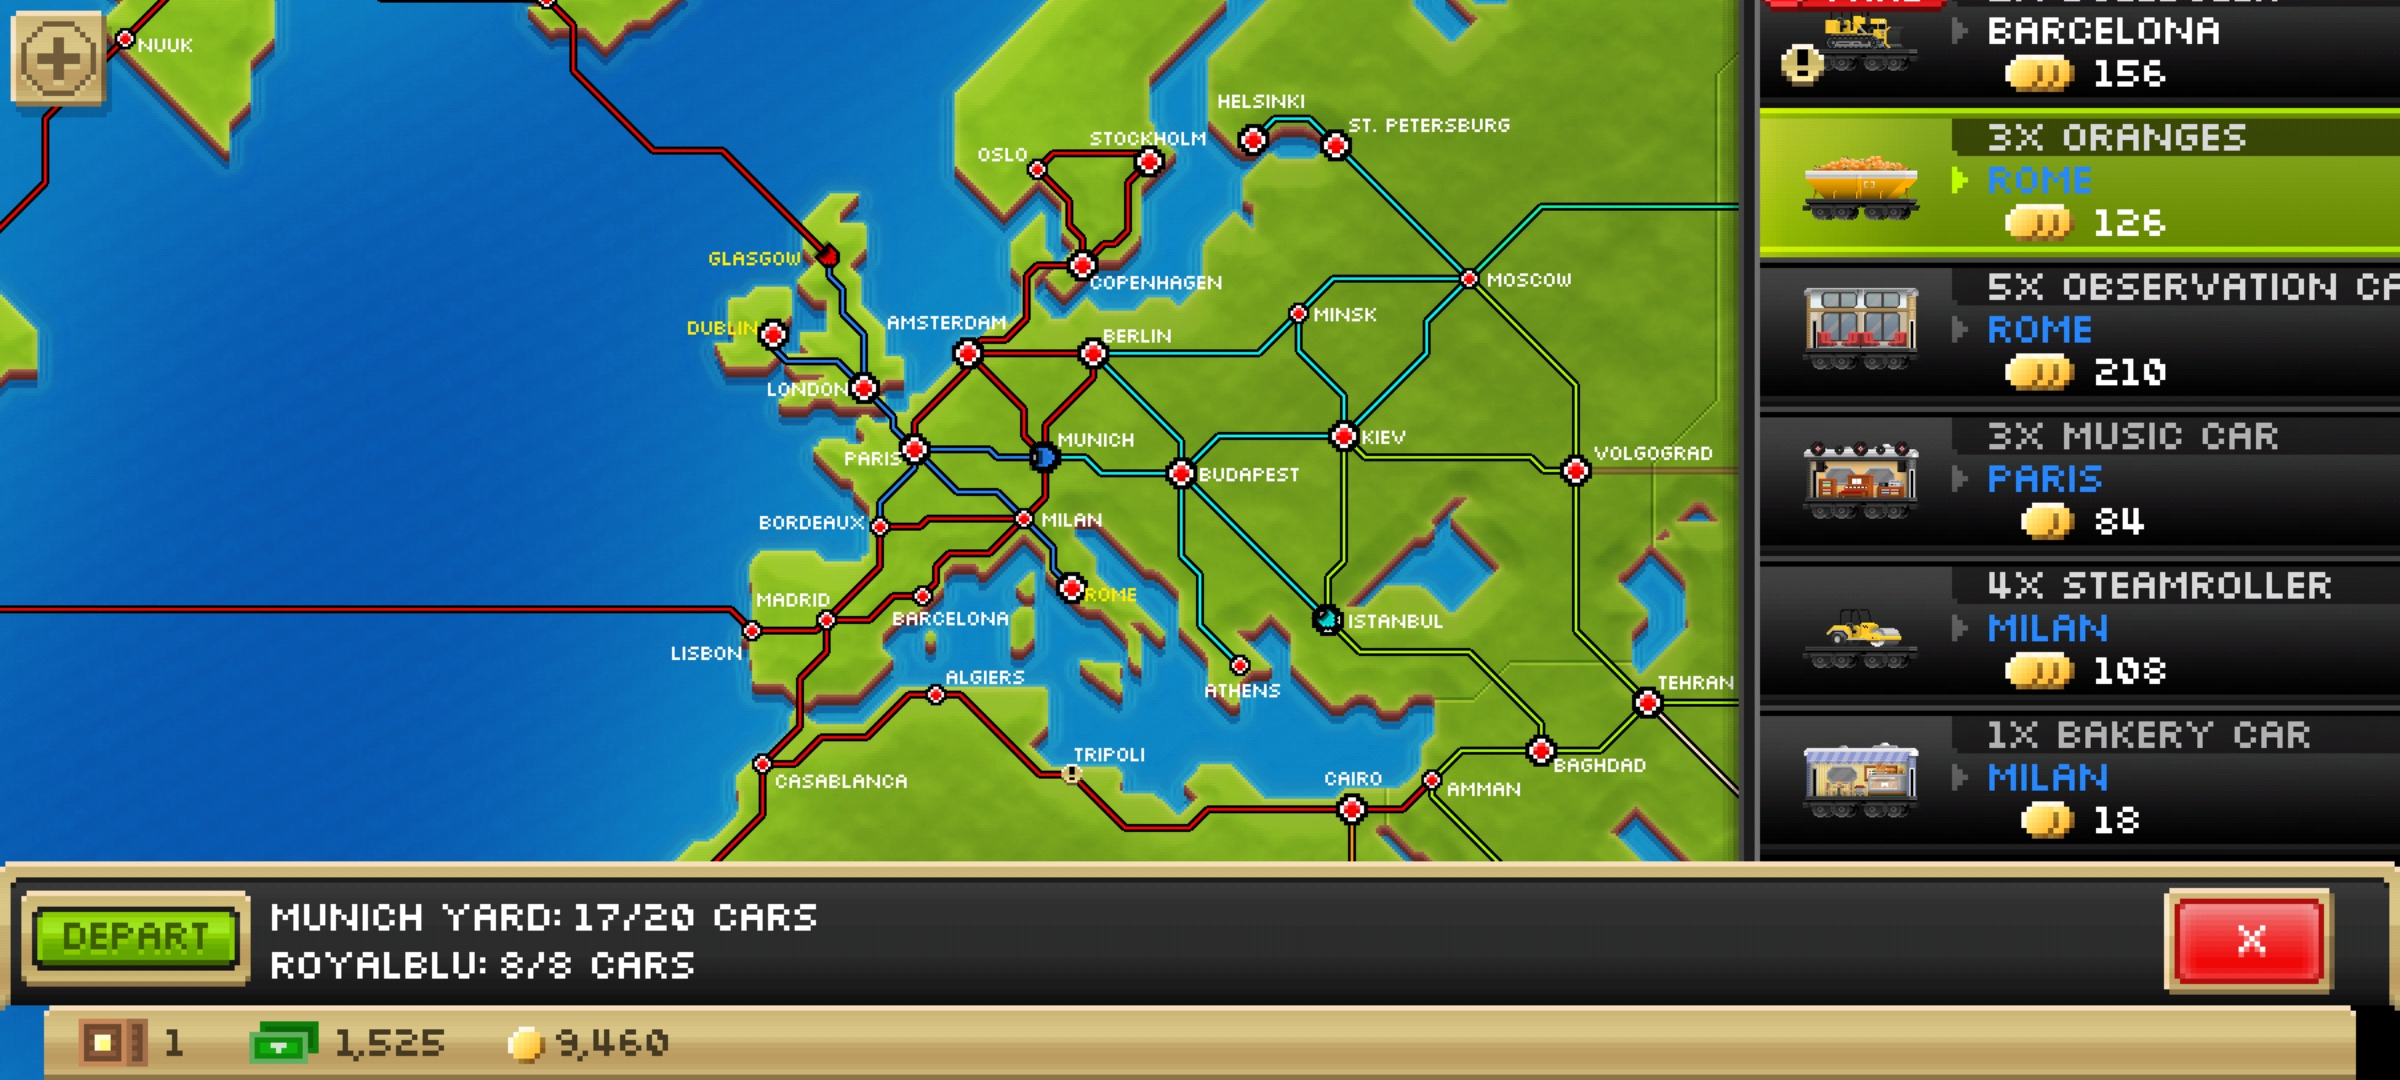 NUUK
HELSINKI
ST. PETERSBURG
STOCKHOLM
OSLO
GLASGOW
COPENHAGEN
MOSCOW
MINSK
DUBLIN
AMSTERDAM
BERLIN
LONDON
MUNICH
KIEV
PARIS
BUDAPEST
VOLGOGRAD
BORDEAUX
MILAN
MADRID
ROME
BARCELONA
ISTANBUL
LISBON
ALGIERS
ATHENS
TEHRAN
TRIPOLI
CASABLANCA
CAIRO
BAGHDAD
AMMAN
BARCELONA
156
3X ORANGES
ROME
126
5X OBSERVATION CA
ROME
210
3X MUSIC CAR
PARIS
84
4X STEAMROLLER
MILAN
108
1X BAKERY CAR
MILAN
18
DEPART
MUNICH YARD: 17/20 CARS
ROYALBLU: 8/8 CARS
X
1
1,525
9,460